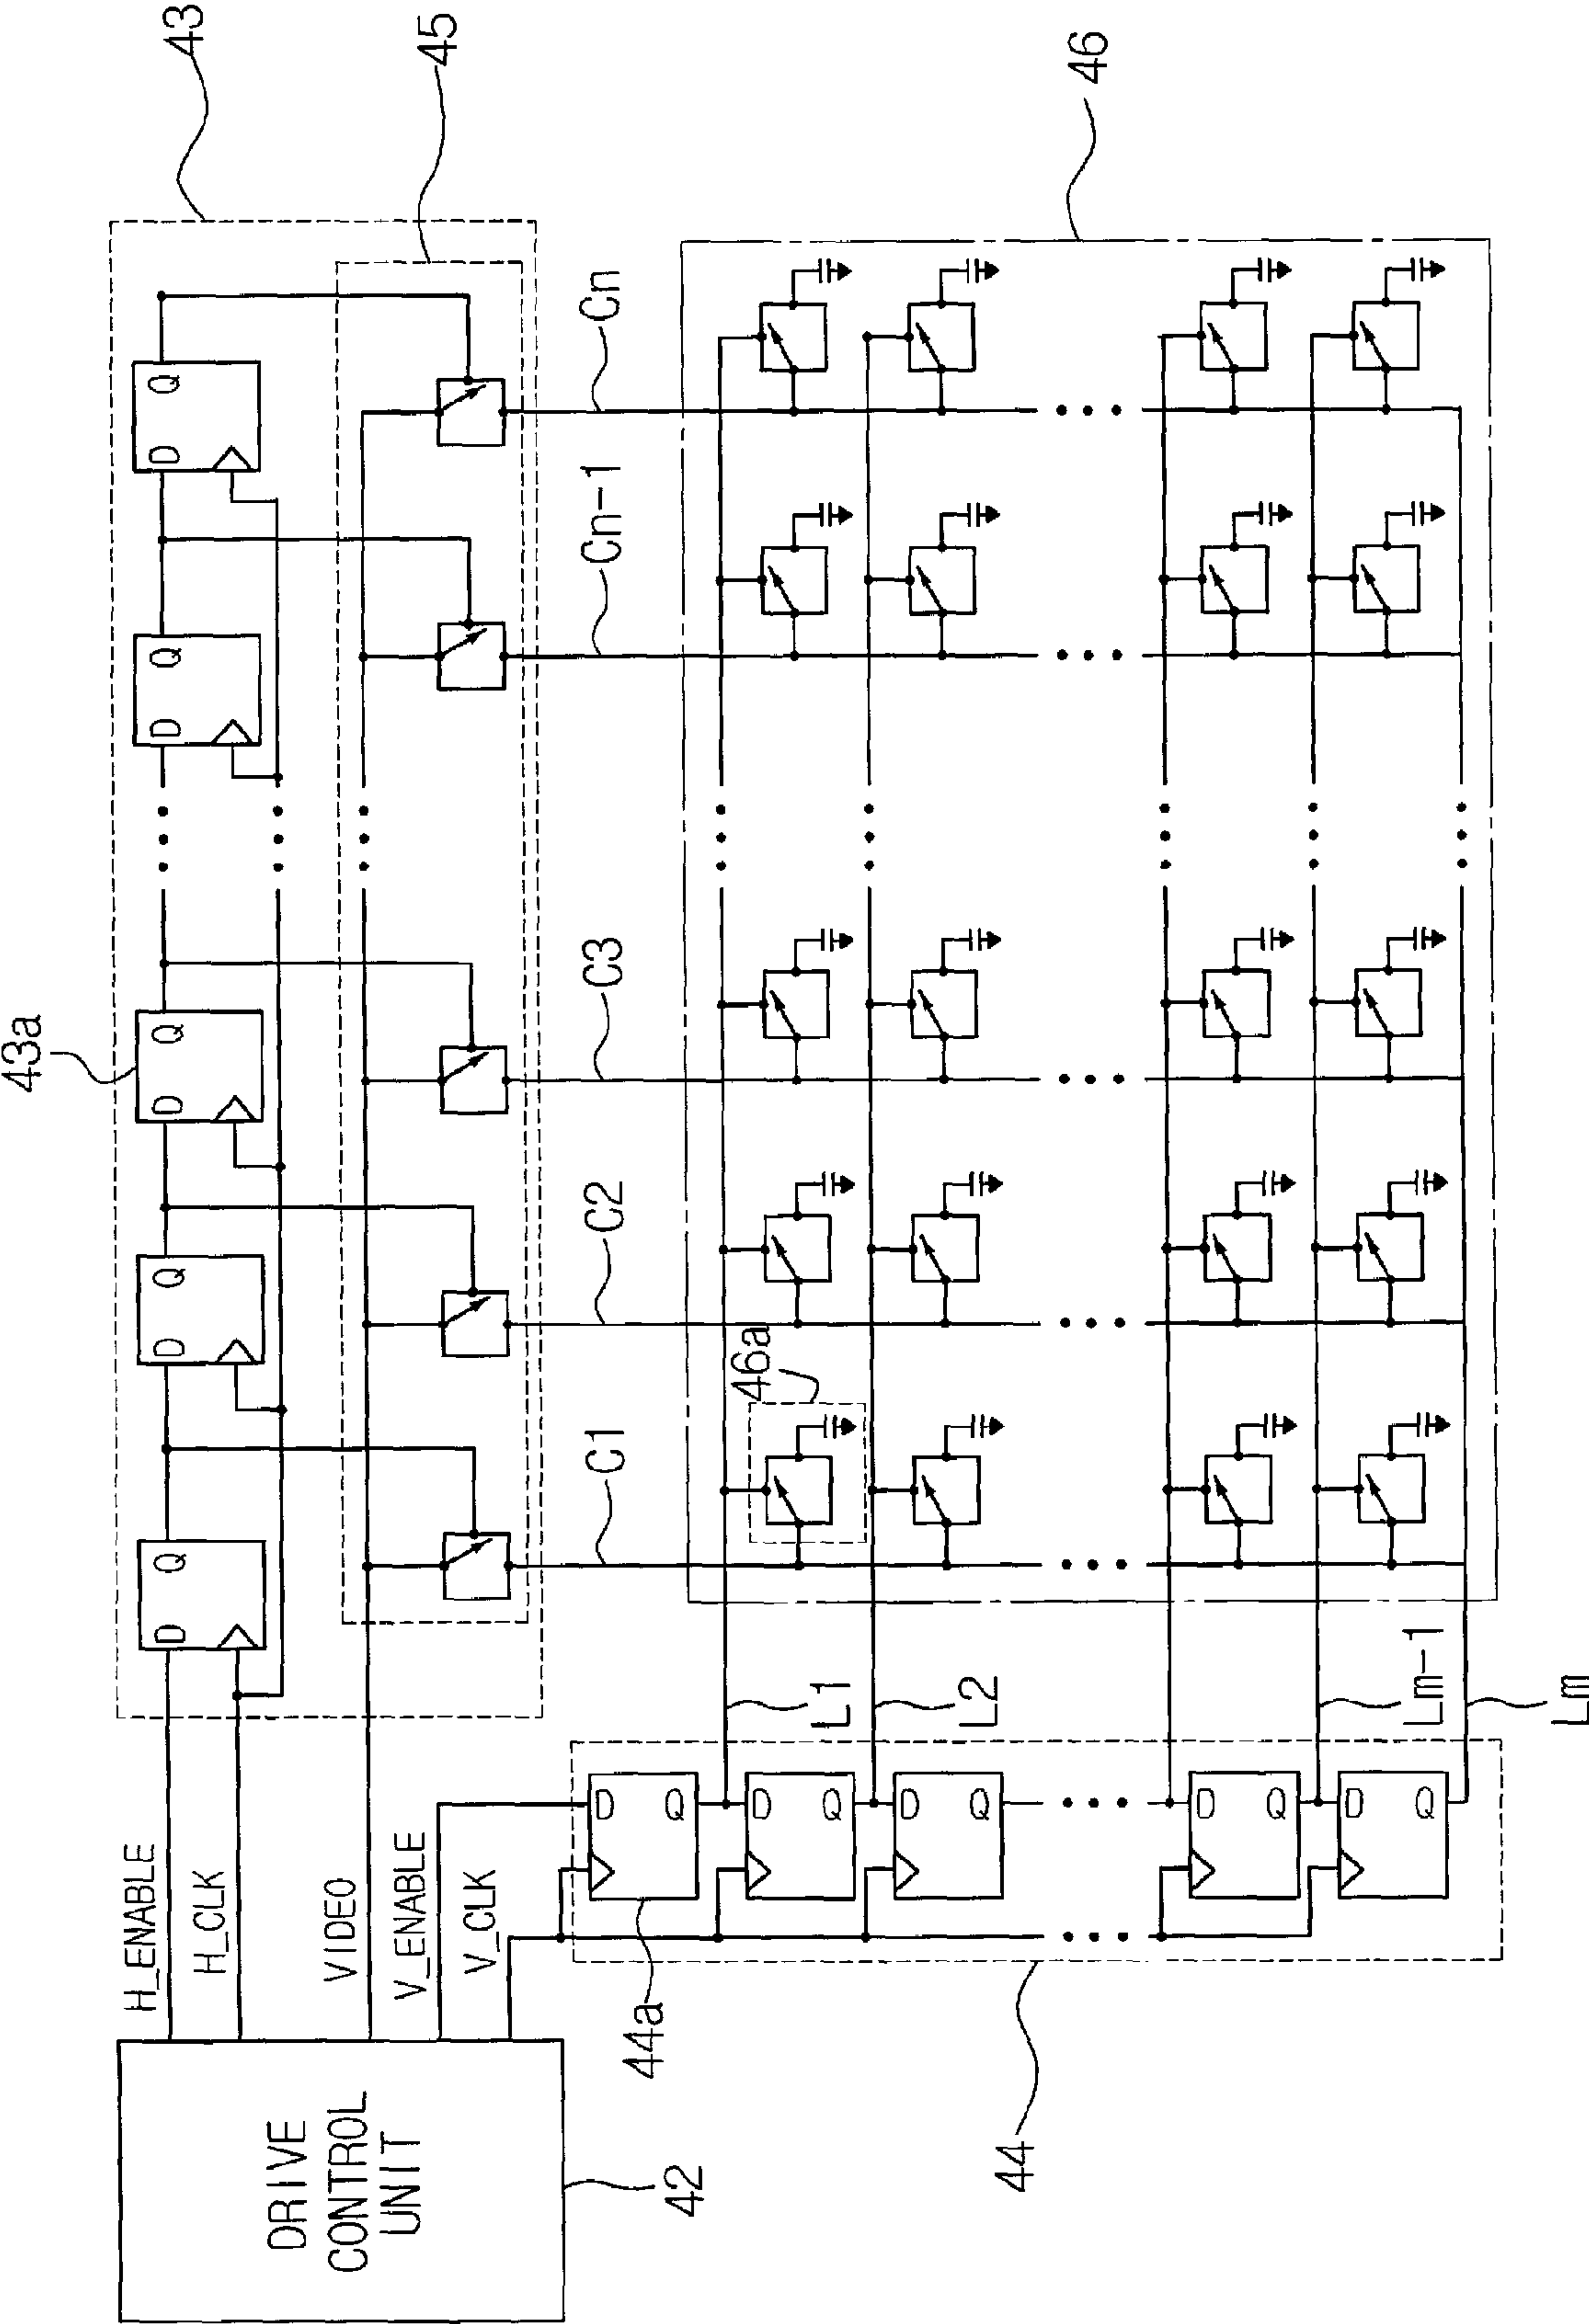 43
45
46
43a
D Q
D Q
D Q
D Q
D Q
C1
C2
C3
Cn-1
Cn
46a
H_ENABLE
H_CLK
VIDEO
V_ENABLE
V_CLK
DRIVE
CONTROL
UNIT
42
D Q
D Q
D Q
D Q
D Q
L1
L2
Lm-1
Lm
44a
44